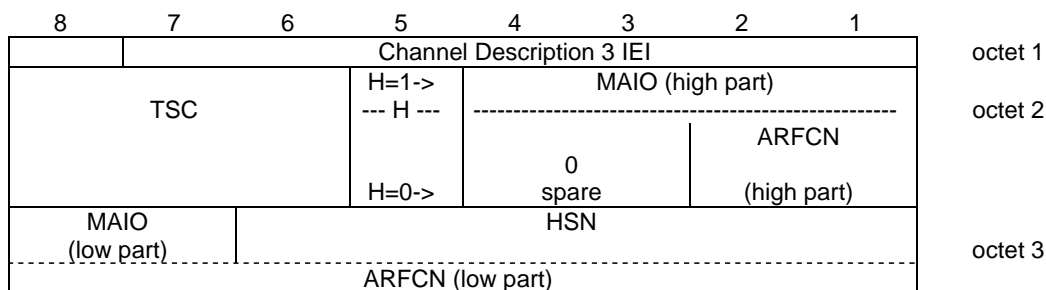 8 7 6 5 4 3 2 1
Channel Description 3 IEI octet 1
H=1-> MAIO (high part)
TSC --- H --- ---------------------------------------------------- octet 2
ARFCN
0
H=0-> spare (high part)
MAIO HSN
(low part) octet 3
ARFCN (low part)